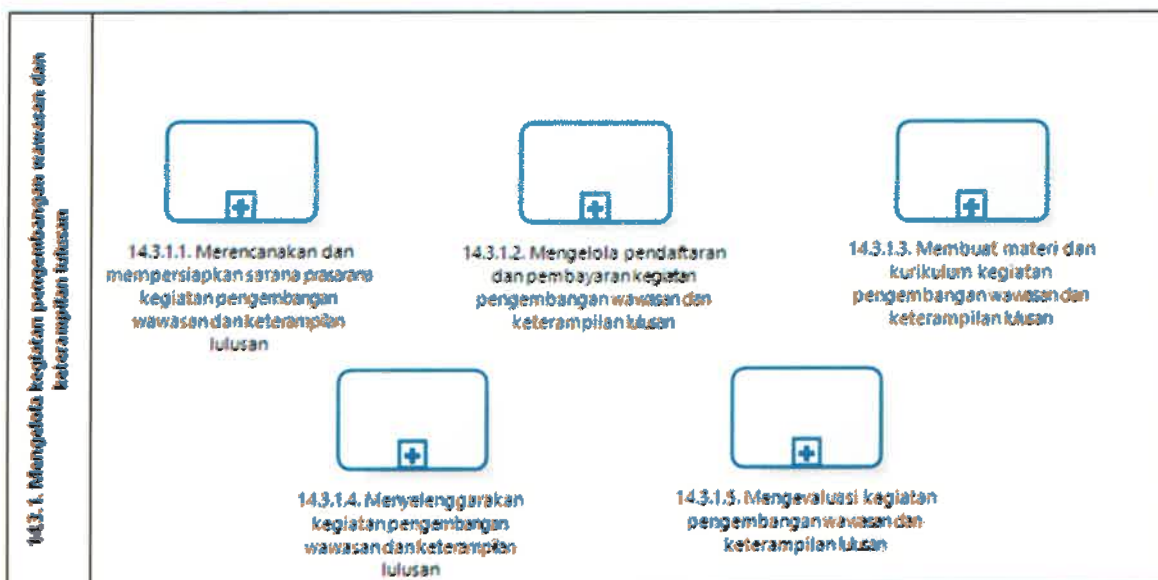 14.3.1. Mengelola kegiatan pengembangan wawasan dan
keterampilan lulusan
14.3.1.1. Merencanakan dan
mempersiapkan sarana prasarana
kegiatan pengembangan
wawasan dan keterampilan
lulusan
14.3.1.2. Mengelola pendaftaran
dan pembayaran kegiatan
pengembangan wawasan dan
keterampilan lulusan
14.3.1.3. Membuat materi dan
kurikulum kegiatan
pengembangan wawasan dan
keterampilan lulusan
14.3.1.4. Menyelenggarakan
kegiatan pengembangan
wawasan dan keterampilan
lulusan
14.3.1.5. Mengevaluasi kegiatan
pengembangan wawasan dan
keterampilan lulusan